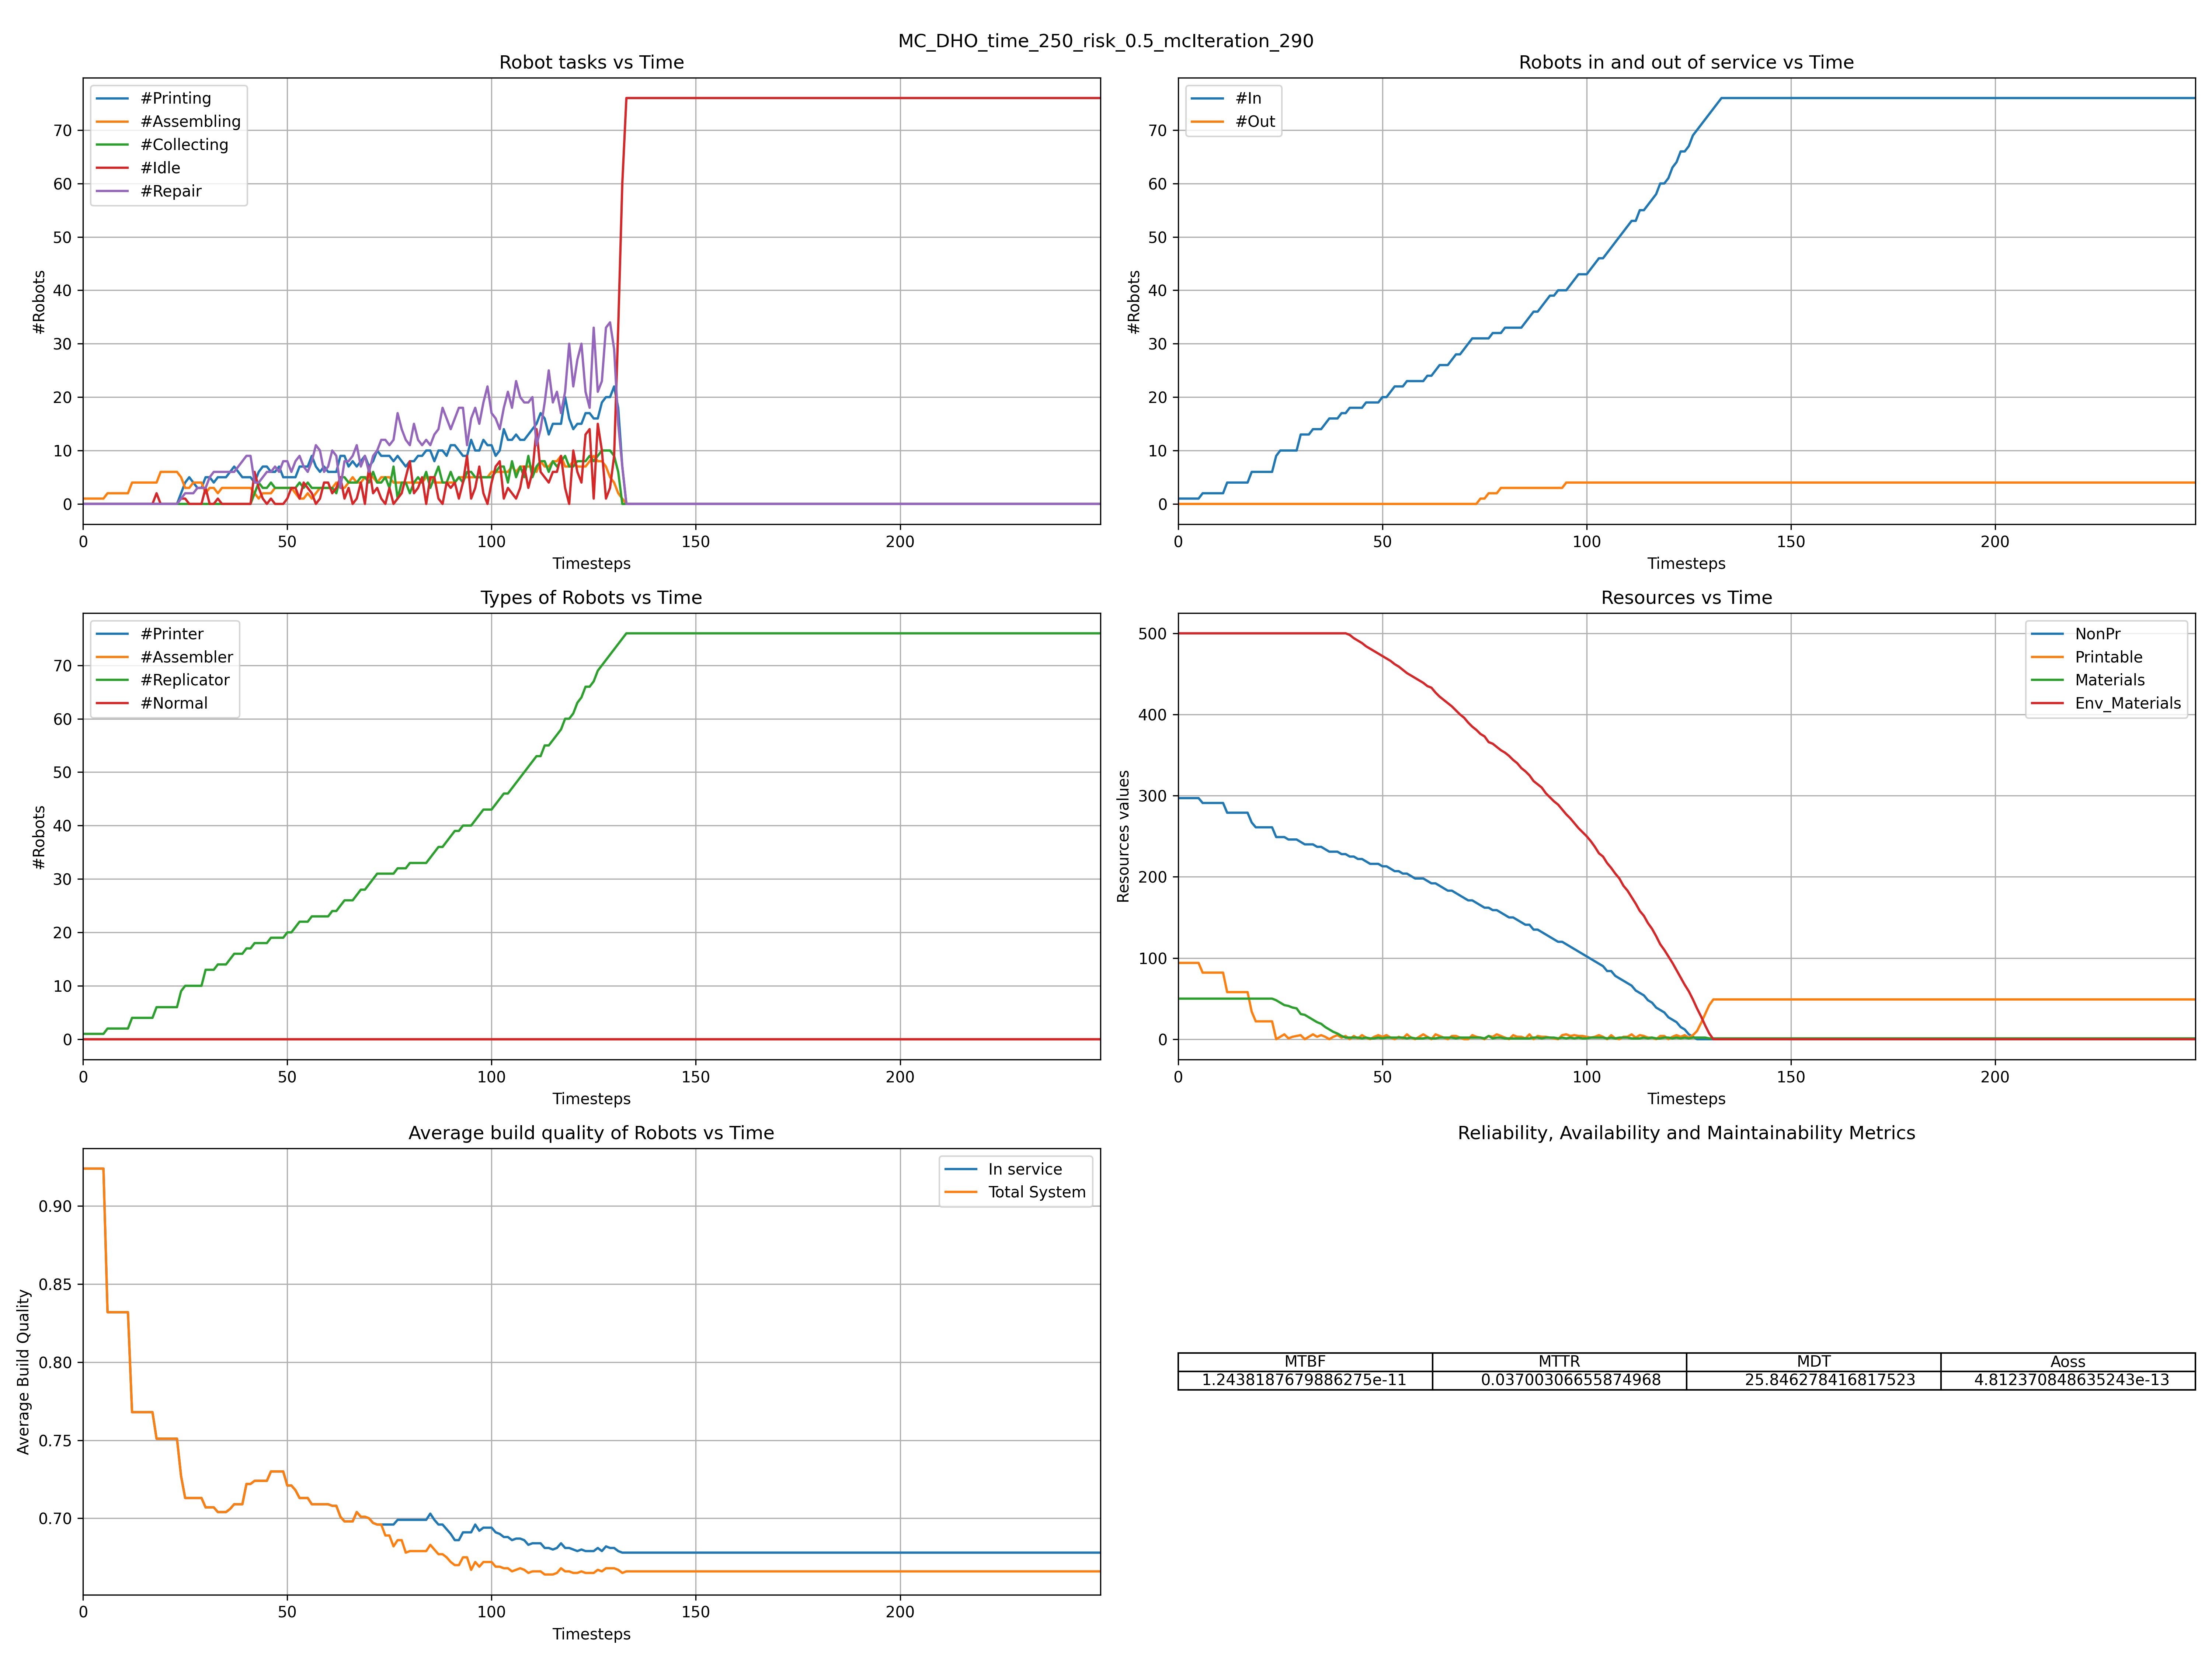 MC_DHO_time_250_risk_0.5_mcIteration_290
Robot tasks vs Time
#Printing
#Assembling
#Collecting
#Idle
#Repair
70
60
50
40
30
20
10
0
#Robots
0 50 100 150 200
Timesteps
Robots in and out of service vs Time
#In
#Out
70
60
50
40
30
20
10
0
#Robots
0 50 100 150 200
Timesteps
Types of Robots vs Time
#Printer
#Assembler
#Replicator
#Normal
70
60
50
40
30
20
10
0
#Robots
0 50 100 150 200
Timesteps
Resources vs Time
NonPr
Printable
Materials
Env_Materials
500
400
300
200
100
0
Resources values
0 50 100 150 200
Timesteps
Average build quality of Robots vs Time
In service
Total System
0.90
0.85
0.80
0.75
0.70
Average Build Quality
0 50 100 150 200
Timesteps
Reliability, Availability and Maintainability Metrics
MTBF MTTR MDT Aoss
1.2438187679886275e-11 0.03700306655874968 25.846278416817523 4.812370848635243e-13